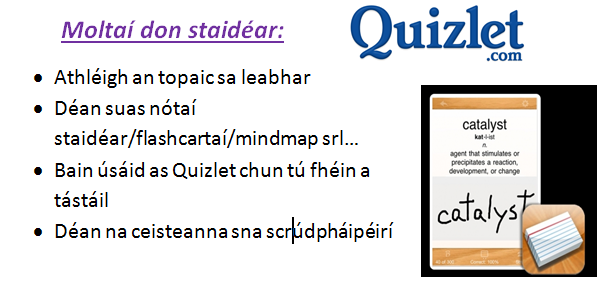 Moltaí don staidéar:
Quizlet
.com
• Athléigh an topaic sa leabhar
• Déan suas nótaí
staidéar/flashcartaí/mindmap srl...
• Bain úsáid as Quizlet chun tú fhéin a
tástáil
• Déan na ceisteanna sna scrúdpháipéirí
catalyst
kat-l-ist
n.
agent that stimulates or
precipitates a reaction,
development, or change
catalyst